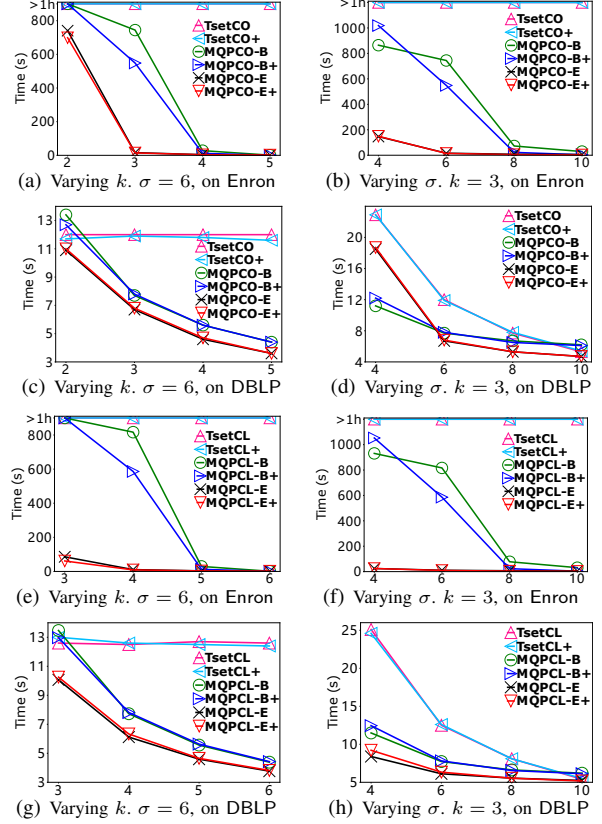 >1h
800
600
400
200
0
Time (s)
2 3 4 5
TsetCO
TsetCO+
MQPCO-B
MQPCO-B+
MQPCO-E
MQPCO-E+
(a) Varying k. σ = 6, on Enron
>1h
1000
800
600
400
200
0
Time (s)
4 6 8 10
TsetCO
TsetCO+
MQPCO-B
MQPCO-B+
MQPCO-E
MQPCO-E+
(b) Varying σ. k = 3, on Enron
13
11
9
7
5
3
Time (s)
2 3 4 5
TsetCO
TsetCO+
MQPCO-B
MQPCO-B+
MQPCO-E
MQPCO-E+
(c) Varying k. σ = 6, on DBLP
24
20
16
12
8
4
Time (s)
4 6 8 10
TsetCO
TsetCO+
MQPCO-B
MQPCO-B+
MQPCO-E
MQPCO-E+
(d) Varying σ. k = 3, on DBLP
>1h
800
600
400
200
0
Time (s)
3 4 5 6
TsetCL
TsetCL+
MQPCL-B
MQPCL-B+
MQPCL-E
MQPCL-E+
(e) Varying k. σ = 6, on Enron
>1h
1000
800
600
400
200
0
Time (s)
4 6 8 10
TsetCL
TsetCL+
MQPCL-B
MQPCL-B+
MQPCL-E
MQPCL-E+
(f) Varying σ. k = 3, on Enron
13
11
9
7
5
3
Time (s)
3 4 5 6
TsetCL
TsetCL+
MQPCL-B
MQPCL-B+
MQPCL-E
MQPCL-E+
(g) Varying k. σ = 6, on DBLP
25
20
15
10
5
Time (s)
4 6 8 10
TsetCL
TsetCL+
MQPCL-B
MQPCL-B+
MQPCL-E
MQPCL-E+
(h) Varying σ. k = 3, on DBLP